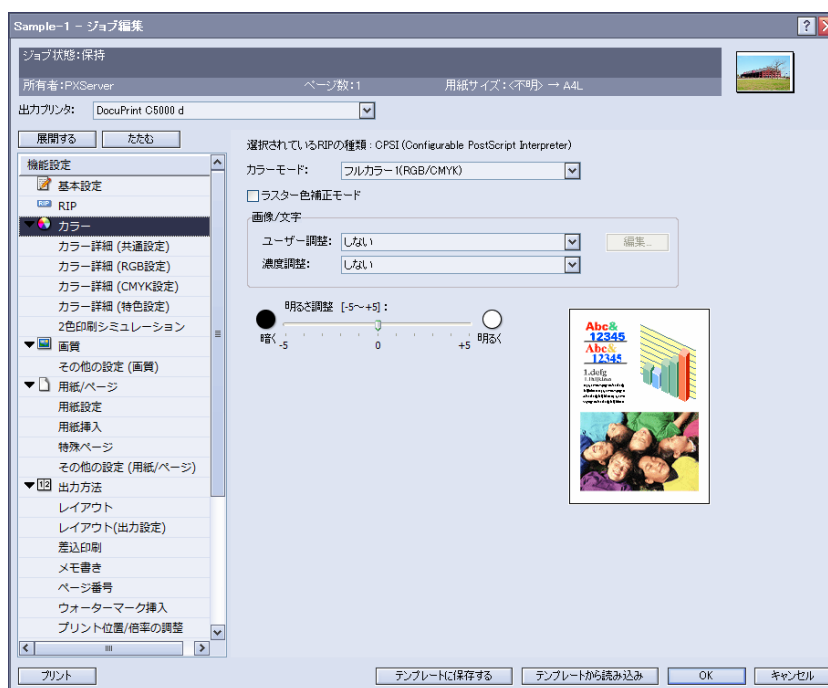 Sample-1 - ジョブ編集
ジョブ状態:保持
所有者:PXServer ページ数:1 用紙サイズ:<不明> → A4L
出力プリンタ: DocuPrint C5000 d
展開する たたむ
選択されているRIPの種類 : CPSI (Configurable PostScript Interpreter)
機能設定
カラーモード: フルカラー1(RGB/CMYK)
基本設定
RIP RIP
ラスター色補正モード
カラー
画像/文字
カラー詳細 (共通設定)
ユーザー調整: しない 編集...
カラー詳細 (RGB設定)
濃度調整: しない
カラー詳細 (CMYK設定)
カラー詳細 (特色設定)
明るさ調整 [-5~+5] :
暗く -5 0 +5 明るく
2色印刷シミュレーション
画質
その他の設定 (画質)
用紙/ページ
用紙設定
用紙挿入
特殊ページ
その他の設定 (用紙/ページ)
12 出力方法
レイアウト
レイアウト(出力設定)
差込印刷
メモ書き
ページ番号
ウォーターマーク挿入
プリント位置/倍率の調整
Abc&
12345
Abc&
12345
1.defg
プリント テンプレートに保存する テンプレートから読み込み OK キャンセル